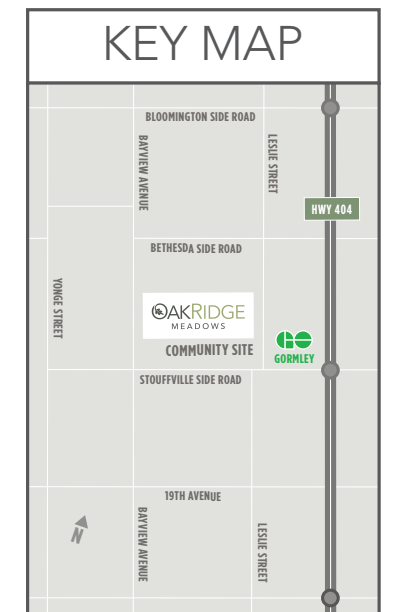 KEY MAP
BLOOMINGTON SIDE ROAD
BAYVIEW AVENUE
LESLIE STREET
HWY 404
BETHESDA SIDE ROAD
YONGE STREET
OAKRIDGE
MEADOWS
COMMUNITY SITE
GO
GORMLEY
STOUFFVILLE SIDE ROAD
19TH AVENUE
BAYVIEW AVENUE
LESLIE STREET
N